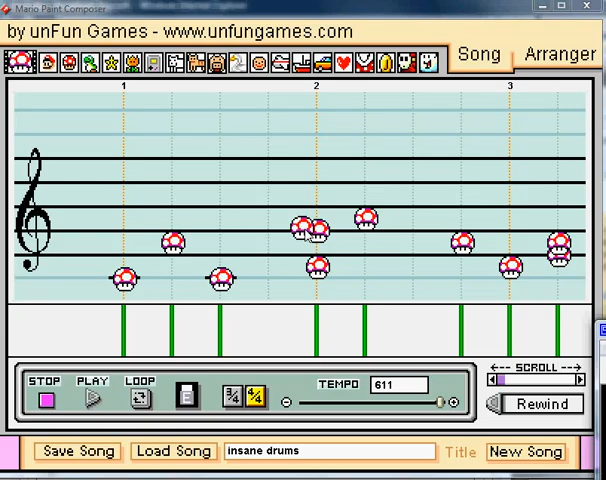 Mario Paint Composer
by unFun Games - www.unfungames.com
Song
Arranger
1 2 3
STOP PLAY LOOP
E
3/4 4/4
TEMPO 611
<--- SCROLL --->
Rewind
Save Song Load Song insane drums Title New Song